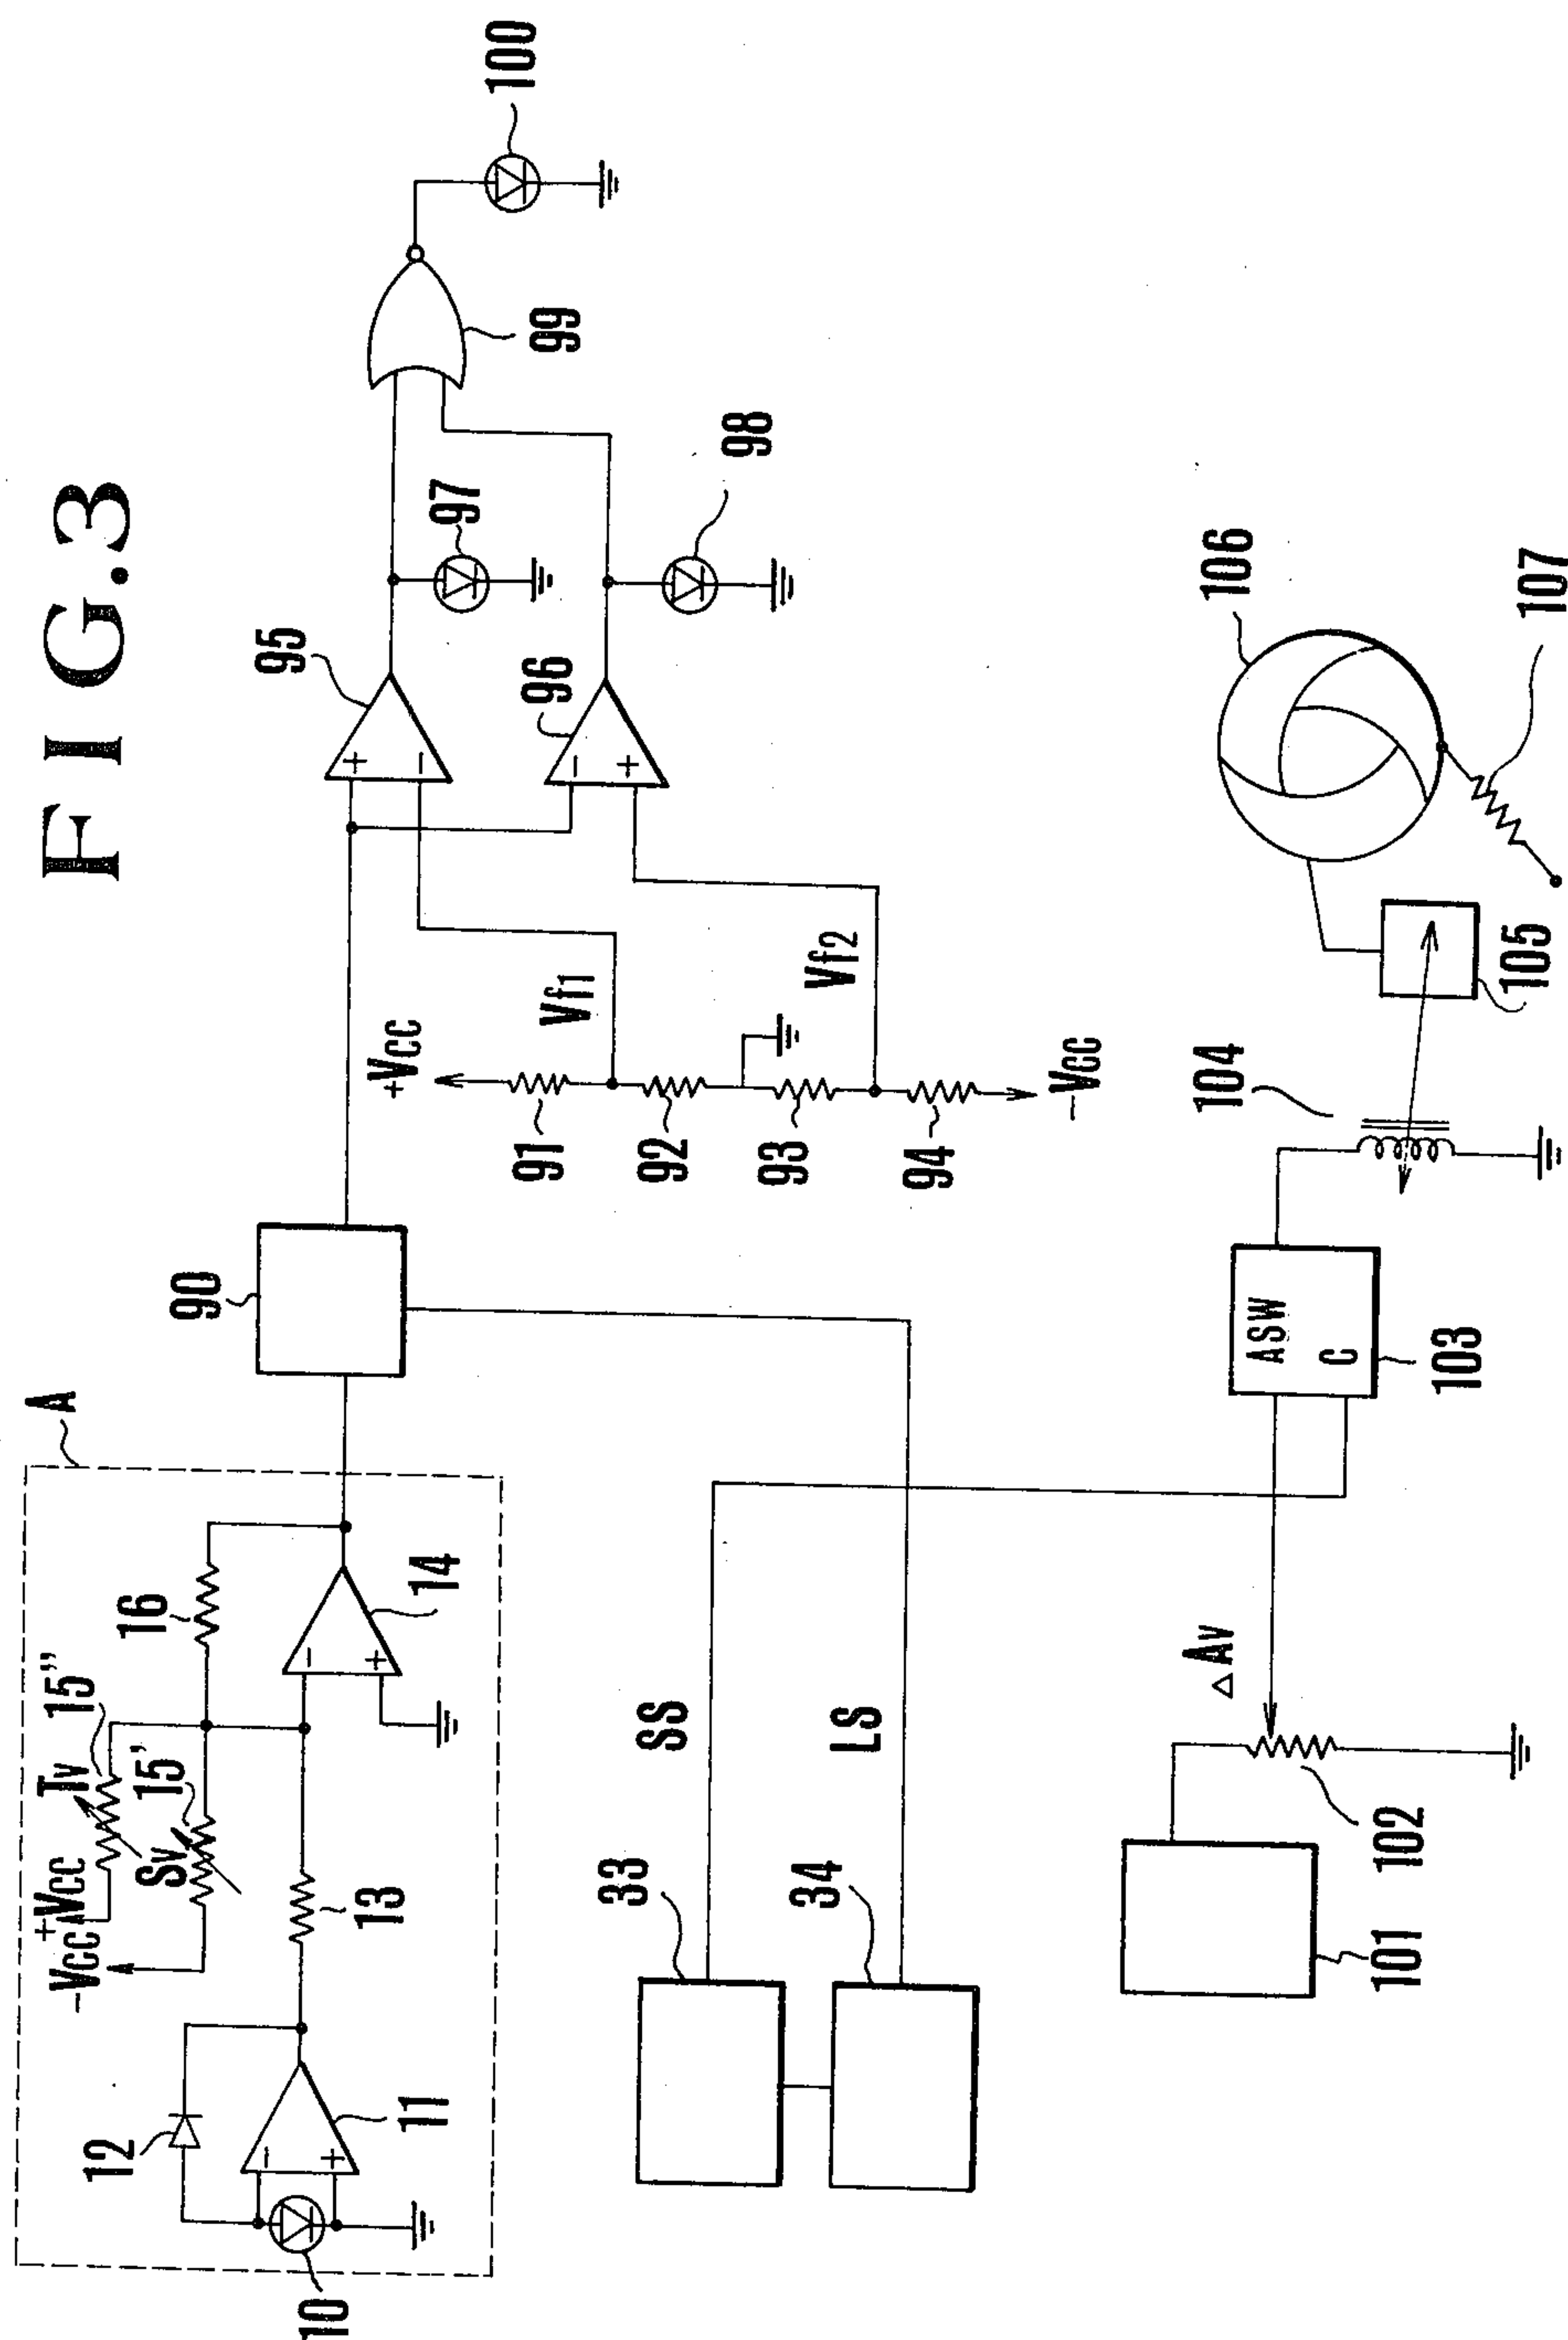 FIG.3
A
10
11
12
13
14
15'
15"
16
-VCC
+VCC
SV
TV
-
+
-
+
90
+VCC
91
Vf1
92
93
Vf2
94
-VCC
95
+
-
96
-
+
97
98
99
100
33
SS
34
LS
101
102
△AV
ASW
C
103
104
105
106
107